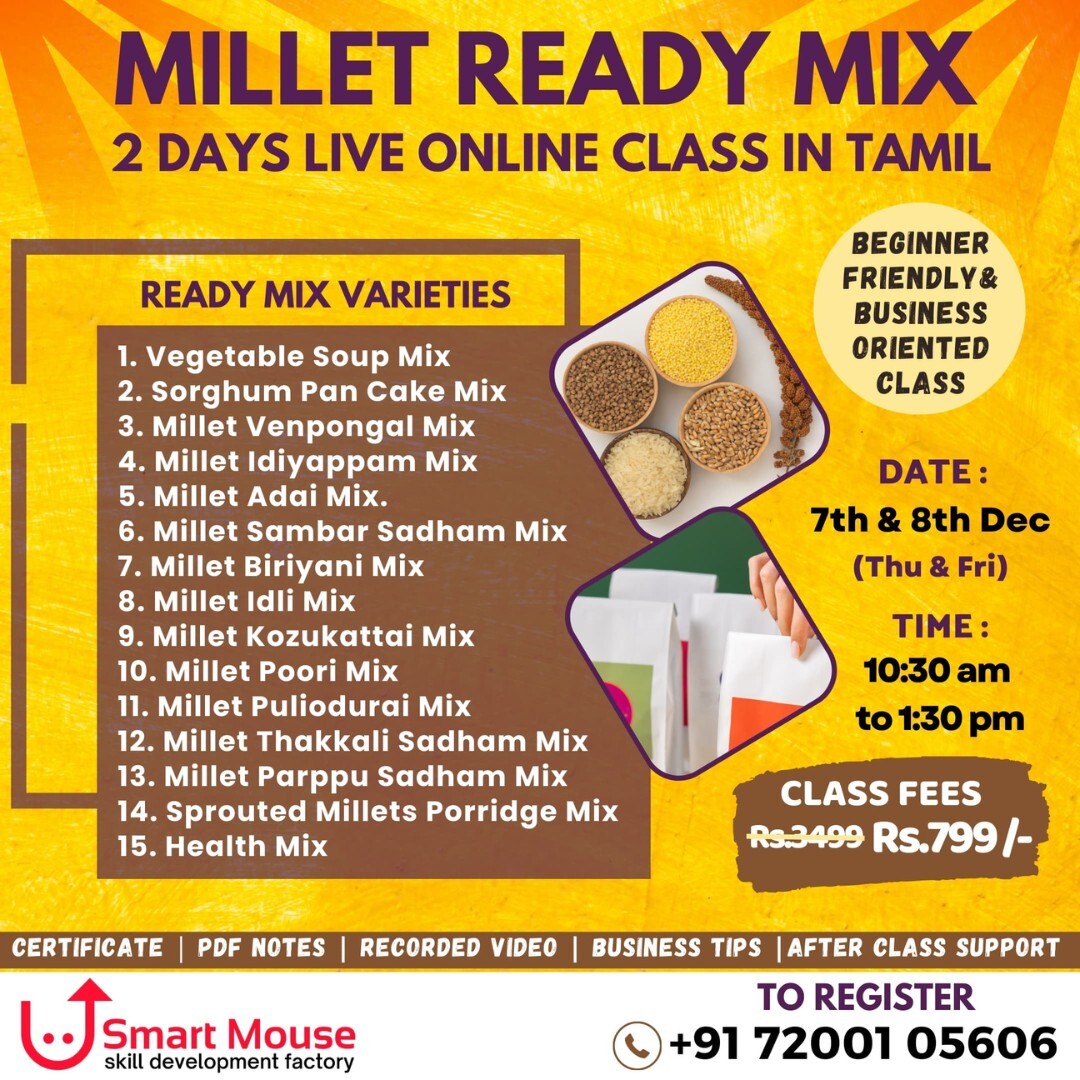 MILLET READY MIX
2 DAYS LIVE ONLINE CLASS IN TAMIL
READY MIX VARIETIES
1. Vegetable Soup Mix
2. Sorghum Pan Cake Mix
3. Millet Venpongal Mix
4. Millet Idiyappam Mix
5. Millet Adai Mix.
6. Millet Sambar Sadham Mix
7. Millet Biriyani Mix
8. Millet Idli Mix
9. Millet Kozukattai Mix
10. Millet Poori Mix
11. Millet Puliodurai Mix
12. Millet Thakkali Sadham Mix
13. Millet Parppu Sadham Mix
14. Sprouted Millets Porridge Mix
15. Health Mix
BEGINNER
FRIENDLY&
BUSINESS
ORIENTED
CLASS
DATE :
7th & 8th Dec
(Thu & Fri)
TIME :
10:30 am
to 1:30 pm
CLASS FEES
Rs.3499 Rs.799/-
CERTIFICATE | PDF NOTES | RECORDED VIDEO | BUSINESS TIPS |AFTER CLASS SUPPORT
Smart Mouse
skill development factory
TO REGISTER
+91 72001 05606